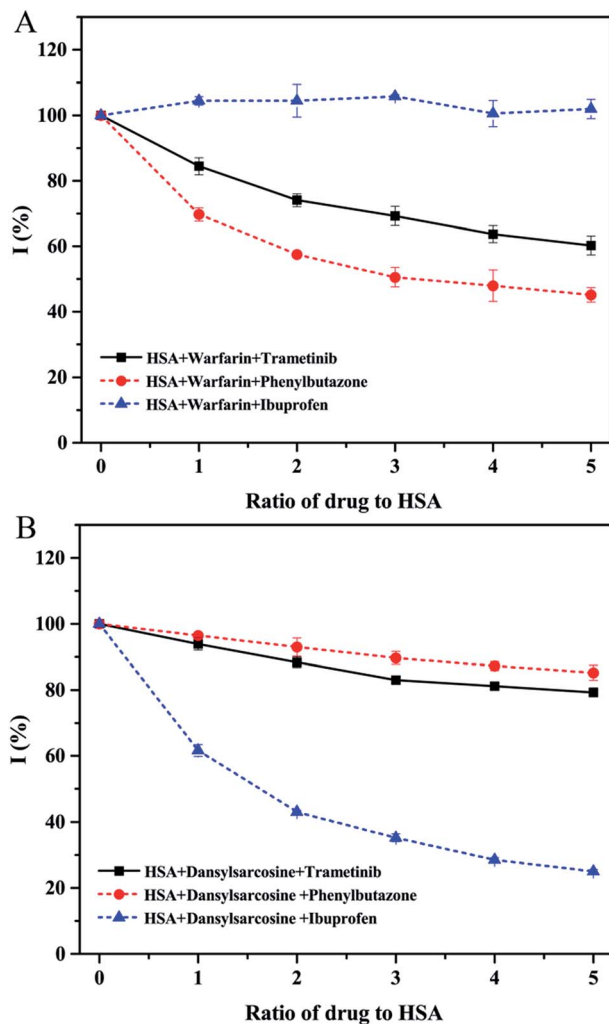 A
120
100
80
60
40
20
0
I (%)
HSA+Warfarin+Trametinib
HSA+Warfarin+Phenylbutazone
HSA+Warfarin+Ibuprofen
0 1 2 3 4 5
Ratio of drug to HSA
B
120
100
80
60
40
20
0
I (%)
HSA+Dansylsarcosine+Trametinib
HSA+Dansylsarcosine +Phenylbutazone
HSA+Dansylsarcosine +Ibuprofen
0 1 2 3 4 5
Ratio of drug to HSA